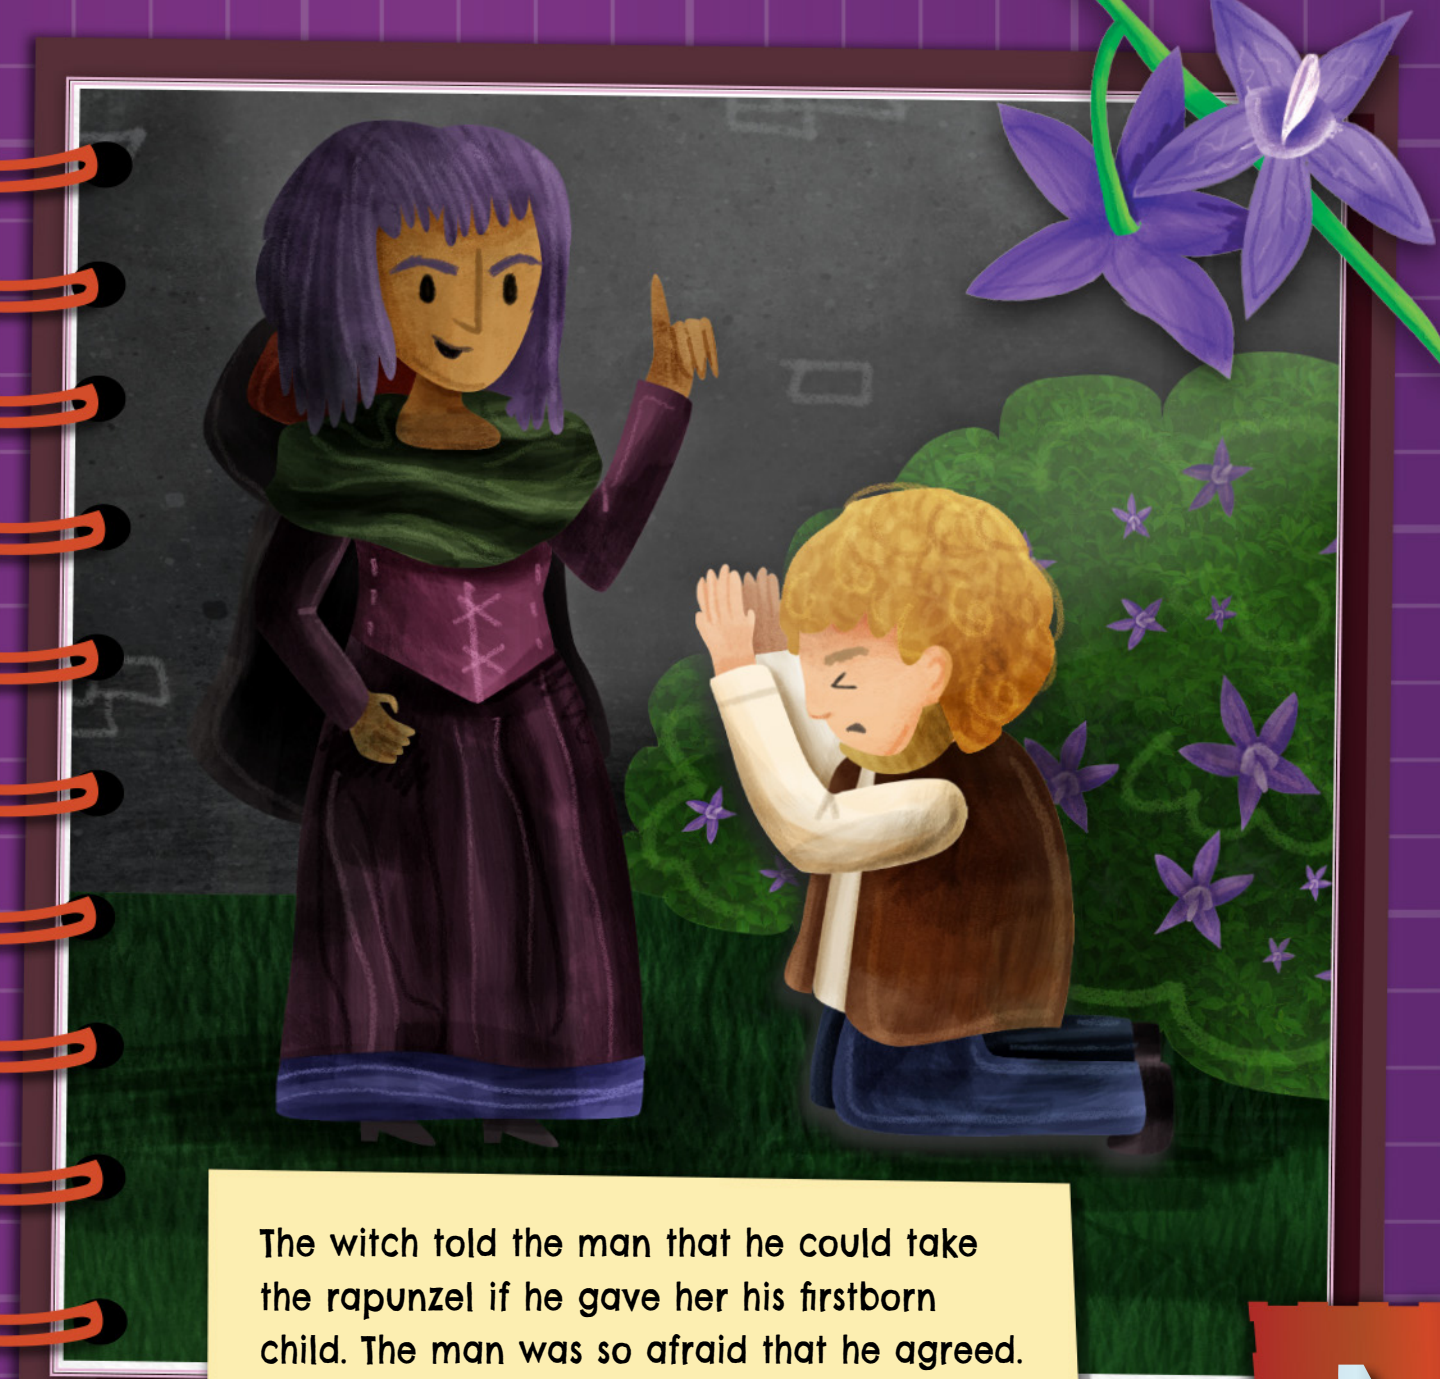 The witch told the man that he could take
the rapunzel if he gave her his firstborn
child. The man was so afraid that he agreed.